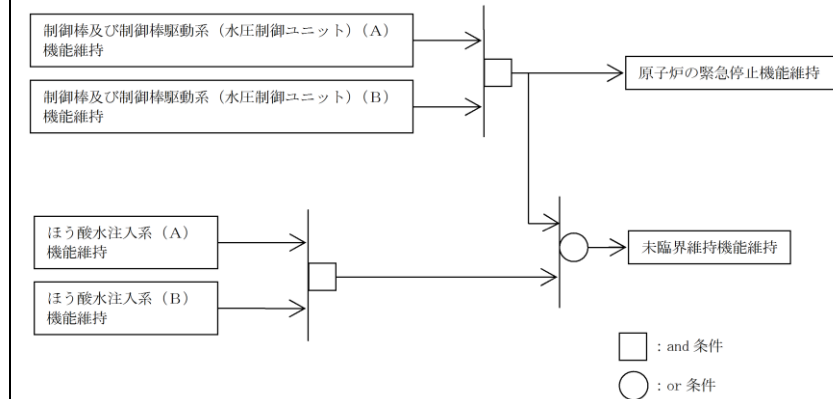 制御棒及び制御棒駆動系（水圧制御ユニット）（A）
機能維持
原子炉の緊急停止機能維持
制御棒及び制御棒駆動系（水圧制御ユニット）（B）
機能維持
ほう酸水注入系（A）
機能維持
未臨界維持機能維持
ほう酸水注入系（B）
機能維持
：and 条件
：or 条件